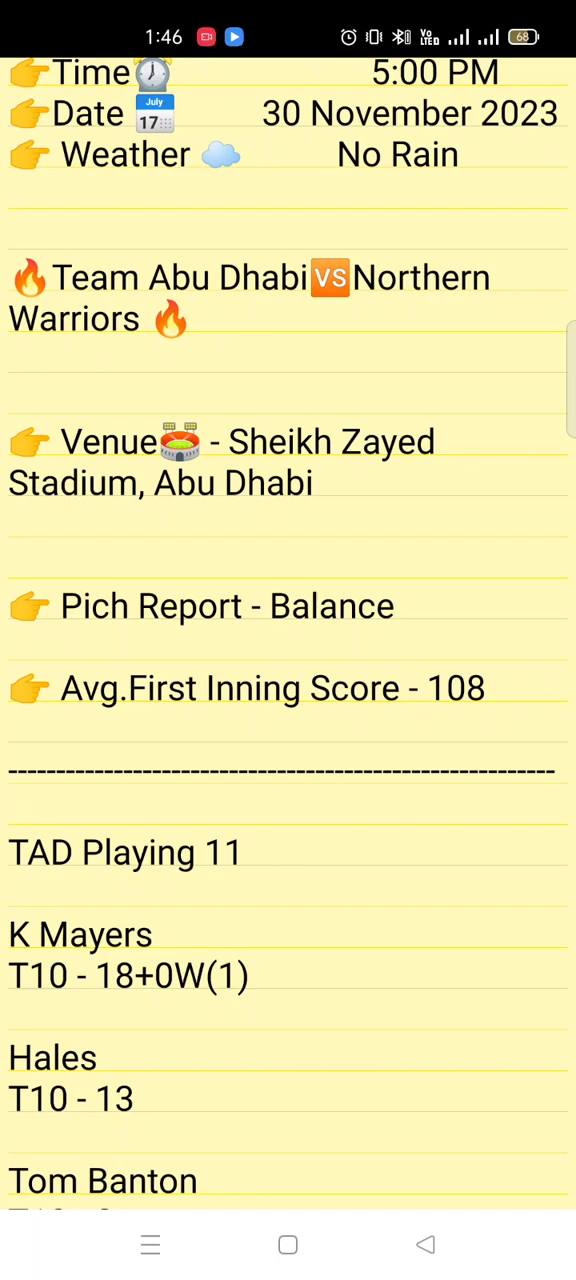 1:46
VO LTED
68
👉Time⏰ 5:00 PM
👉Date 📅 30 November 2023
👉 Weather ☁️ No Rain
🔥Team Abu Dhabi🆚Northern
Warriors 🔥
👉 Venue🏟️ - Sheikh Zayed
Stadium, Abu Dhabi
👉 Pich Report - Balance
👉 Avg.First Inning Score - 108
----------------------------------------------------------
TAD Playing 11
K Mayers
T10 - 18+0W(1)
Hales
T10 - 13
Tom Banton